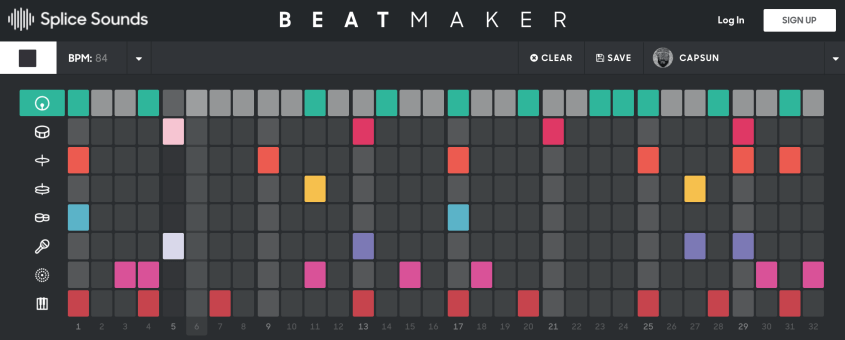 Splice Sounds
BEATMAKER
Log In
SIGN UP
BPM: 84
CLEAR
SAVE
CAPSUN
1 2 3 4 5 6 7 8 9 10 11 12 13 14 15 16 17 18 19 20 21 22 23 24 25 26 27 28 29 30 31 32